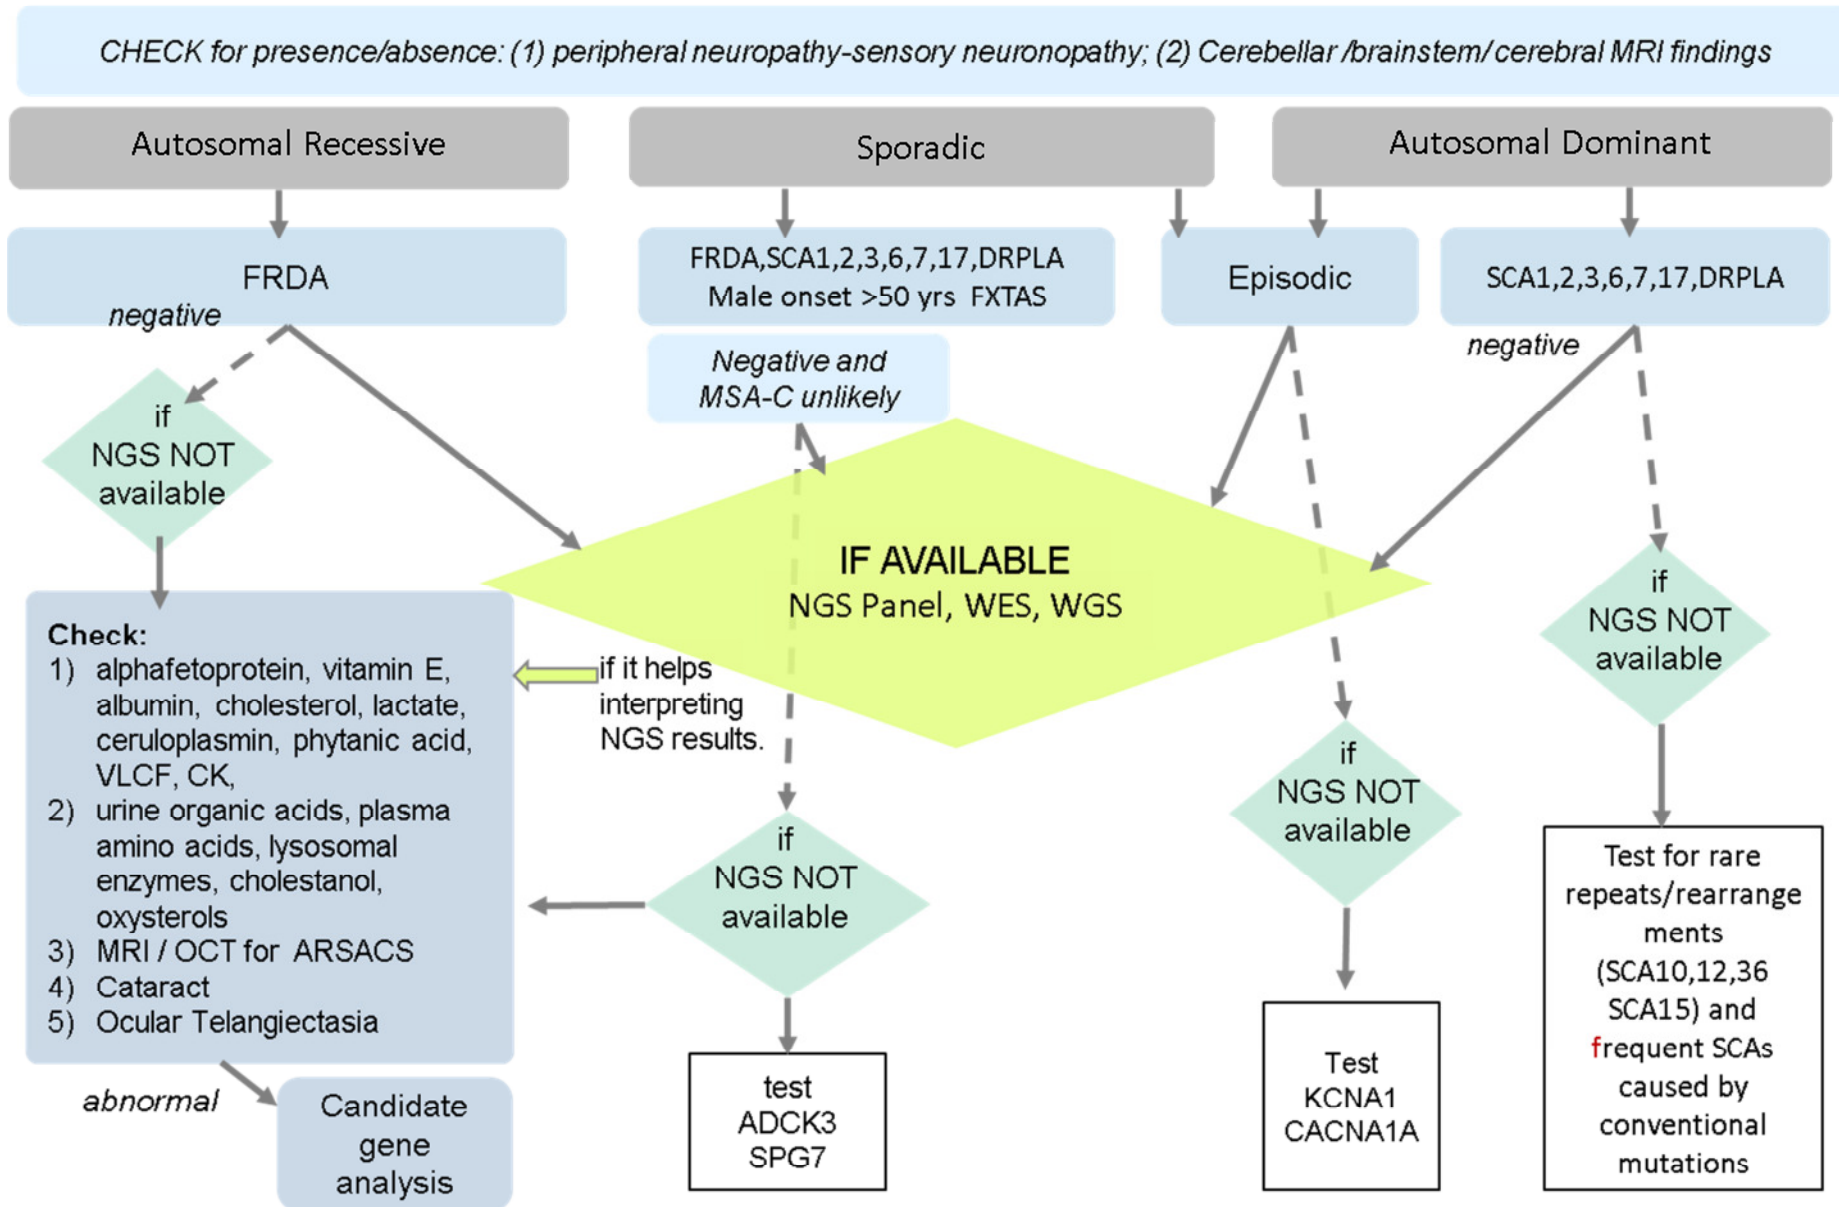 CHECK for presence/absence: (1) peripheral neuropathy-sensory neuronopathy; (2) Cerebellar /brainstem/ cerebral MRI findings
Autosomal Recessive
Sporadic
Autosomal Dominant
FRDA
negative
FRDA,SCA1,2,3,6,7,17,DRPLA
Male onset >50 yrs FXTAS
Episodic
SCA1,2,3,6,7,17,DRPLA
negative
Negative and
MSA-C unlikely
if
NGS NOT
available
IF AVAILABLE
NGS Panel, WES, WGS
if
NGS NOT
available
Check:
1) alphafetoprotein, vitamin E,
albumin, cholesterol, lactate,
ceruloplasmin, phytanic acid,
VLCF, CK,
2) urine organic acids, plasma
amino acids, lysosomal
enzymes, cholestanol,
oxysterols
3) MRI / OCT for ARSACS
4) Cataract
5) Ocular Telangiectasia
if it helps
interpreting
NGS results.
if
NGS NOT
available
if
NGS NOT
available
abnormal
Candidate
gene
analysis
test
ADCK3
SPG7
Test
KCNA1
CACNA1A
Test for rare
repeats/rearrange
ments
(SCA10,12,36
SCA15) and
frequent SCAs
caused by
conventional
mutations